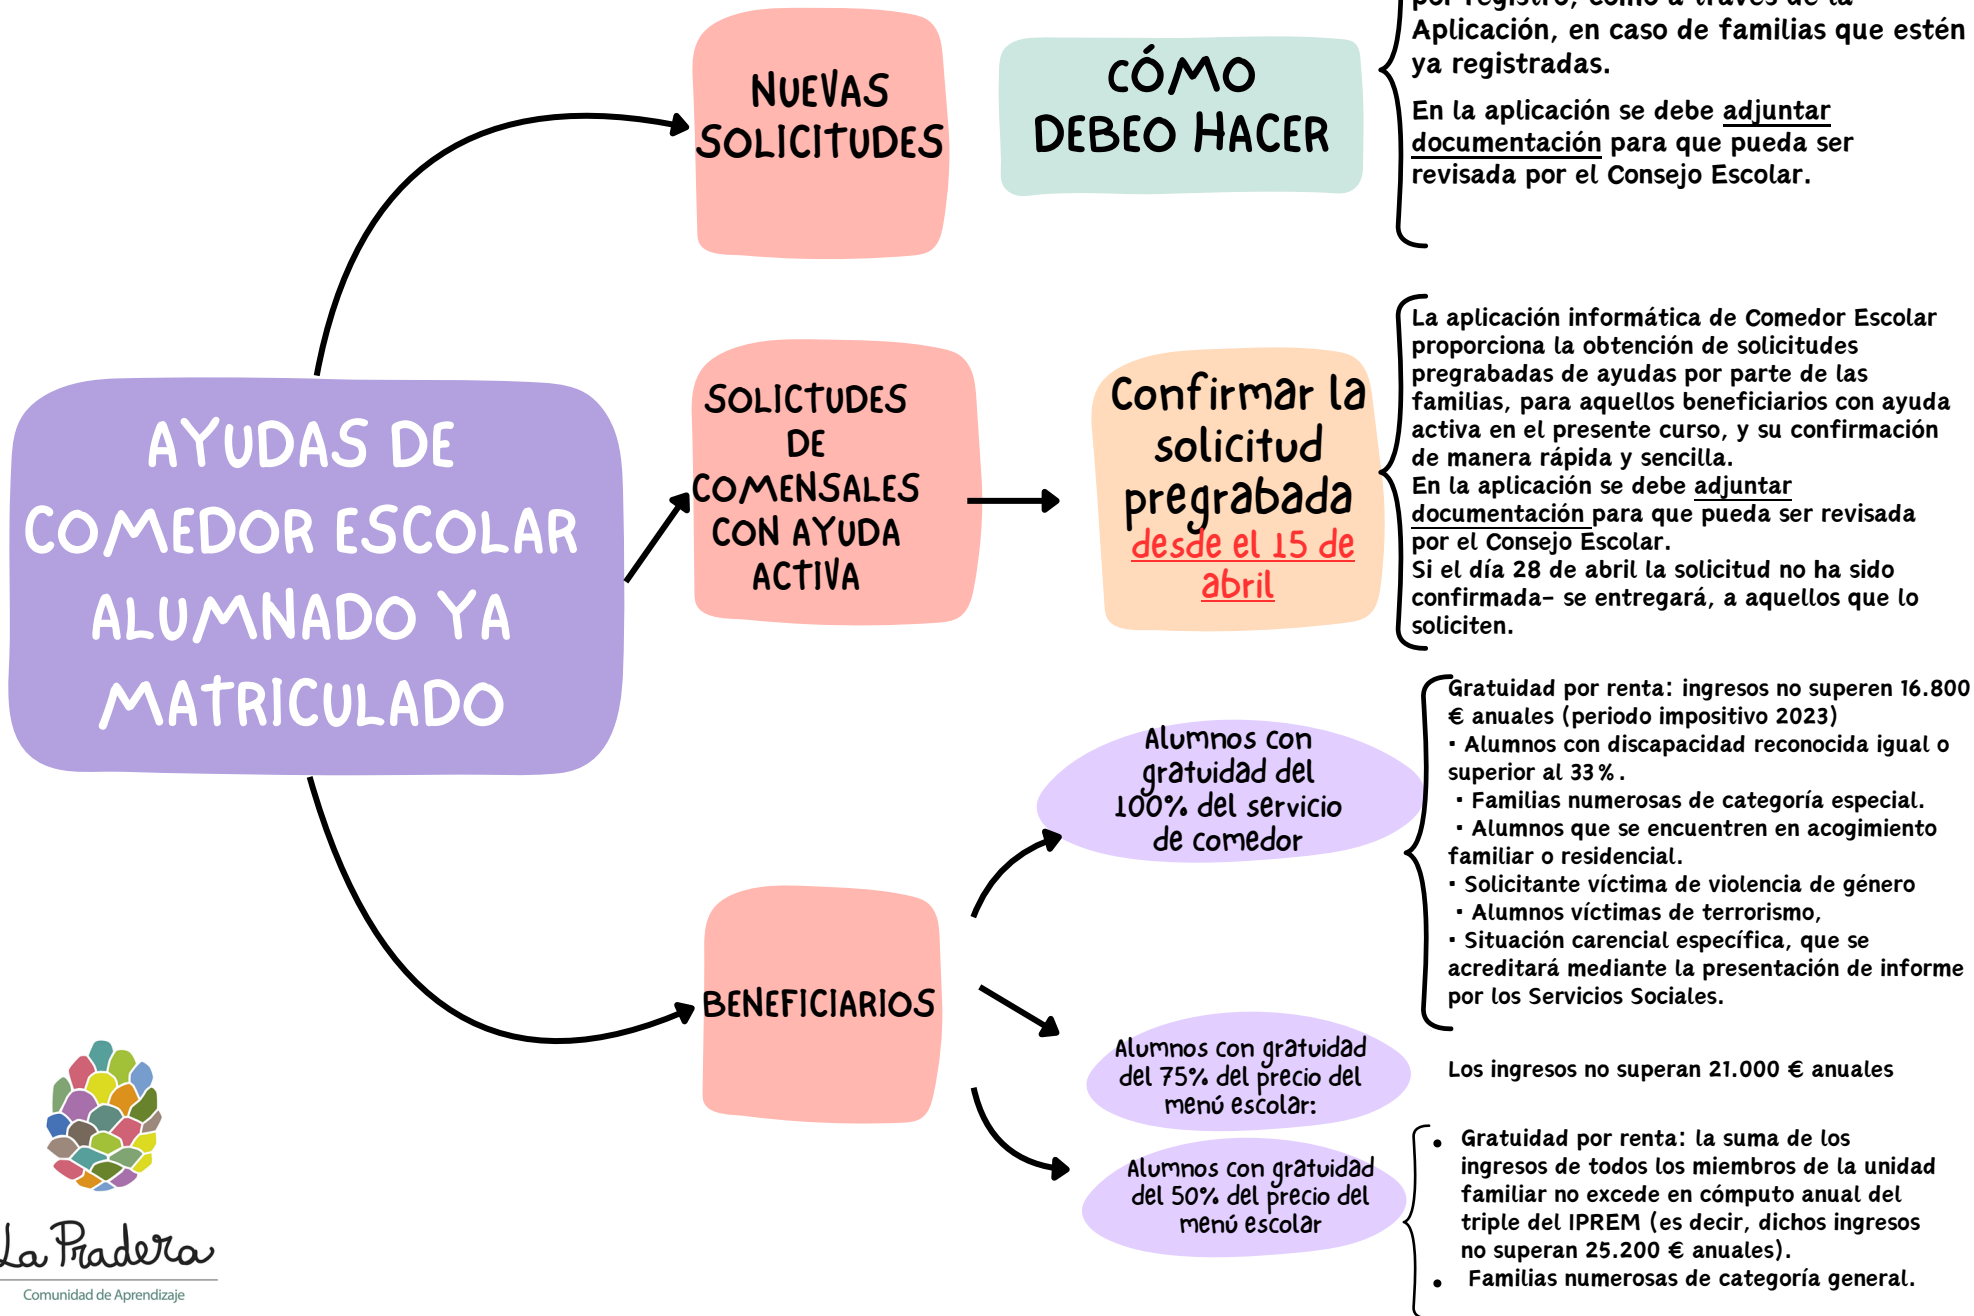 por registro, como a través de la
Aplicación, en caso de familias que estén
ya registradas.
En la aplicación se debe adjuntar
documentación para que pueda ser
revisada por el Consejo Escolar.
NUEVAS
SOLICITUDES
CÓMO
DEBEO HACER
AYUDAS DE
COMEDOR ESCOLAR
ALUMNADO YA
MATRICULADO
SOLICTUDES
DE
COMENSALES
CON AYUDA
ACTIVA
Confirmar la
solicitud
pregrabada
desde el 15 de
abril
La aplicación informática de Comedor Escolar
proporciona la obtención de solicitudes
pregrabadas de ayudas por parte de las
familias, para aquellos beneficiarios con ayuda
activa en el presente curso, y su confirmación
de manera rápida y sencilla.
En la aplicación se debe adjuntar
documentación para que pueda ser revisada
por el Consejo Escolar.
Si el día 28 de abril la solicitud no ha sido
confirmada- se entregará, a aquellos que lo
soliciten.
BENEFICIARIOS
Alumnos con
gratuidad del
100% del servicio
de comedor
Gratuidad por renta: ingresos no superen 16.800
€ anuales (periodo impositivo 2023)
· Alumnos con discapacidad reconocida igual o
superior al 33%.
· Familias numerosas de categoría especial.
· Alumnos que se encuentren en acogimiento
familiar o residencial.
· Solicitante víctima de violencia de género
· Alumnos víctimas de terrorismo,
· Situación carencial específica, que se
acreditará mediante la presentación de informe
por los Servicios Sociales.
Alumnos con gratuidad
del 75% del precio del
menú escolar:
Los ingresos no superan 21.000 € anuales
Alumnos con gratuidad
del 50% del precio del
menú escolar
• Gratuidad por renta: la suma de los
ingresos de todos los miembros de la unidad
familiar no excede en cómputo anual del
triple del IPREM (es decir, dichos ingresos
no superan 25.200 € anuales).
• Familias numerosas de categoría general.
La Pradera
Comunidad de Aprendizaje